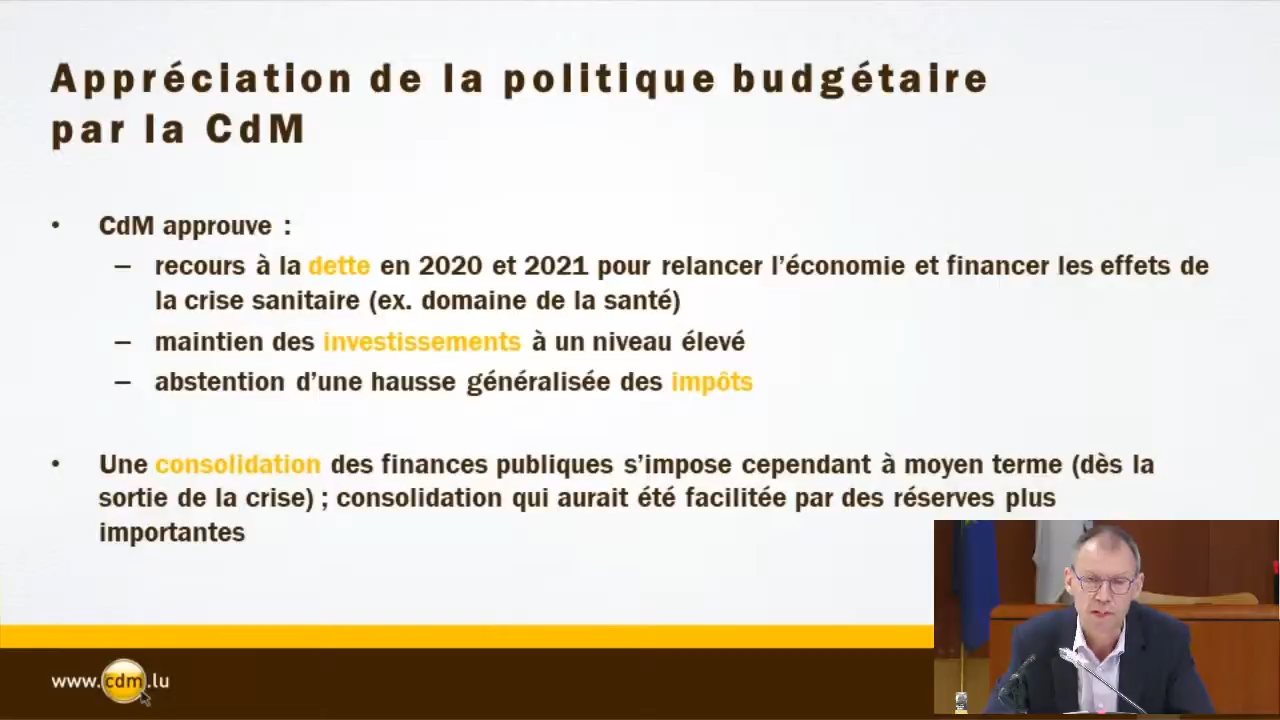 Appréciation de la politique budgétaire
par la CdM
• CdM approuve :
– recours à la dette en 2020 et 2021 pour relancer l’économie et financer les effets de
la crise sanitaire (ex. domaine de la santé)
– maintien des investissements à un niveau élevé
– abstention d’une hausse généralisée des impôts
• Une consolidation des finances publiques s’impose cependant à moyen terme (dès la
sortie de la crise) ; consolidation qui aurait été facilitée par des réserves plus
importantes
www.cdm.lu